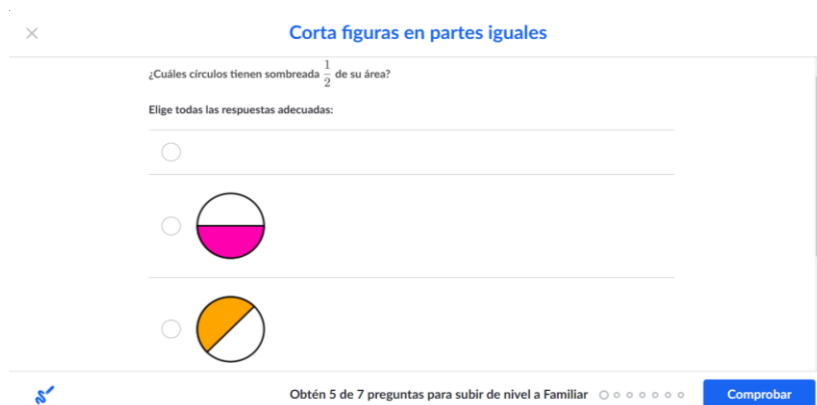 Corta figuras en partes iguales
¿Cuáles círculos tienen sombreada 1/2 de su área?
Elige todas las respuestas adecuadas:
Obtén 5 de 7 preguntas para subir de nivel a Familiar
Comprobar